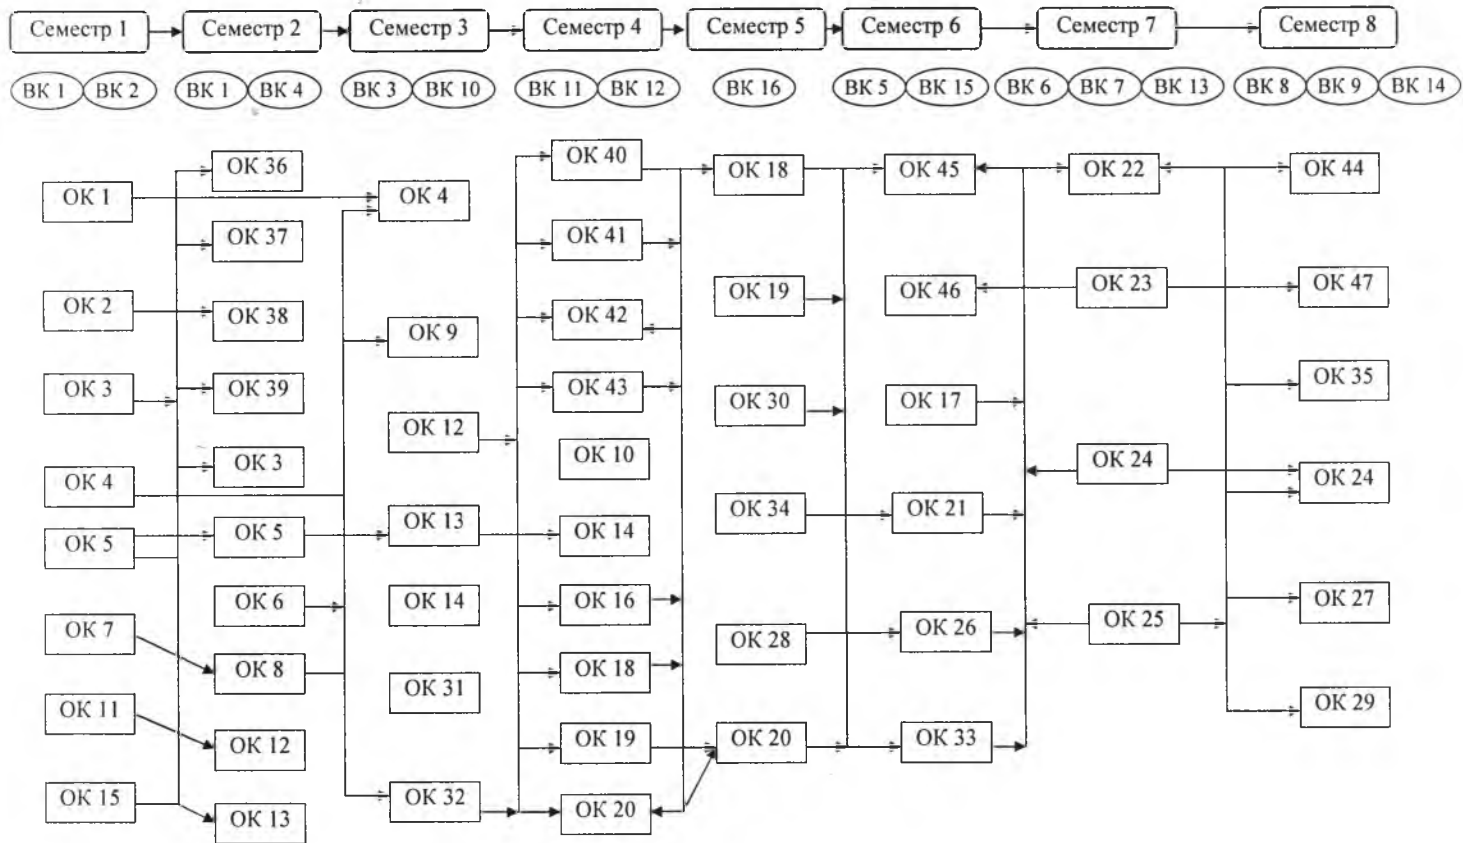 Семестр 1 Семестр 2 Семестр 3 Семестр 4 Семестр 5 Семестр 6 Семестр 7 Семестр 8
ВК 1 ВК 2 ВК 1 ВК 4 ВК 3 ВК 10 ВК 11 ВК 12 ВК 16 ВК 5 ВК 15 ВК 6 ВК 7 ВК 13 ВК 8 ВК 9 ВК 14
ОК 36 ОК 40 ОК 18 ОК 45 ОК 22 ОК 44
ОК 1 ОК 4
ОК 37 ОК 41
ОК 19 ОК 46 ОК 23 ОК 47
ОК 2 ОК 38 ОК 42
ОК 9
ОК 3 ОК 39 ОК 43 ОК 30 ОК 17 ОК 35
ОК 12
ОК 3 ОК 10 ОК 24 ОК 24
ОК 4
ОК 5 ОК 5 ОК 13 ОК 14 ОК 34 ОК 21
ОК 6 ОК 14 ОК 16 ОК 27
ОК 7 ОК 28 ОК 26 ОК 25
ОК 8 ОК 31 ОК 18
ОК 11 ОК 29
ОК 12 ОК 19 ОК 20 ОК 33
ОК 15 ОК 32 ОК 20
ОК 13